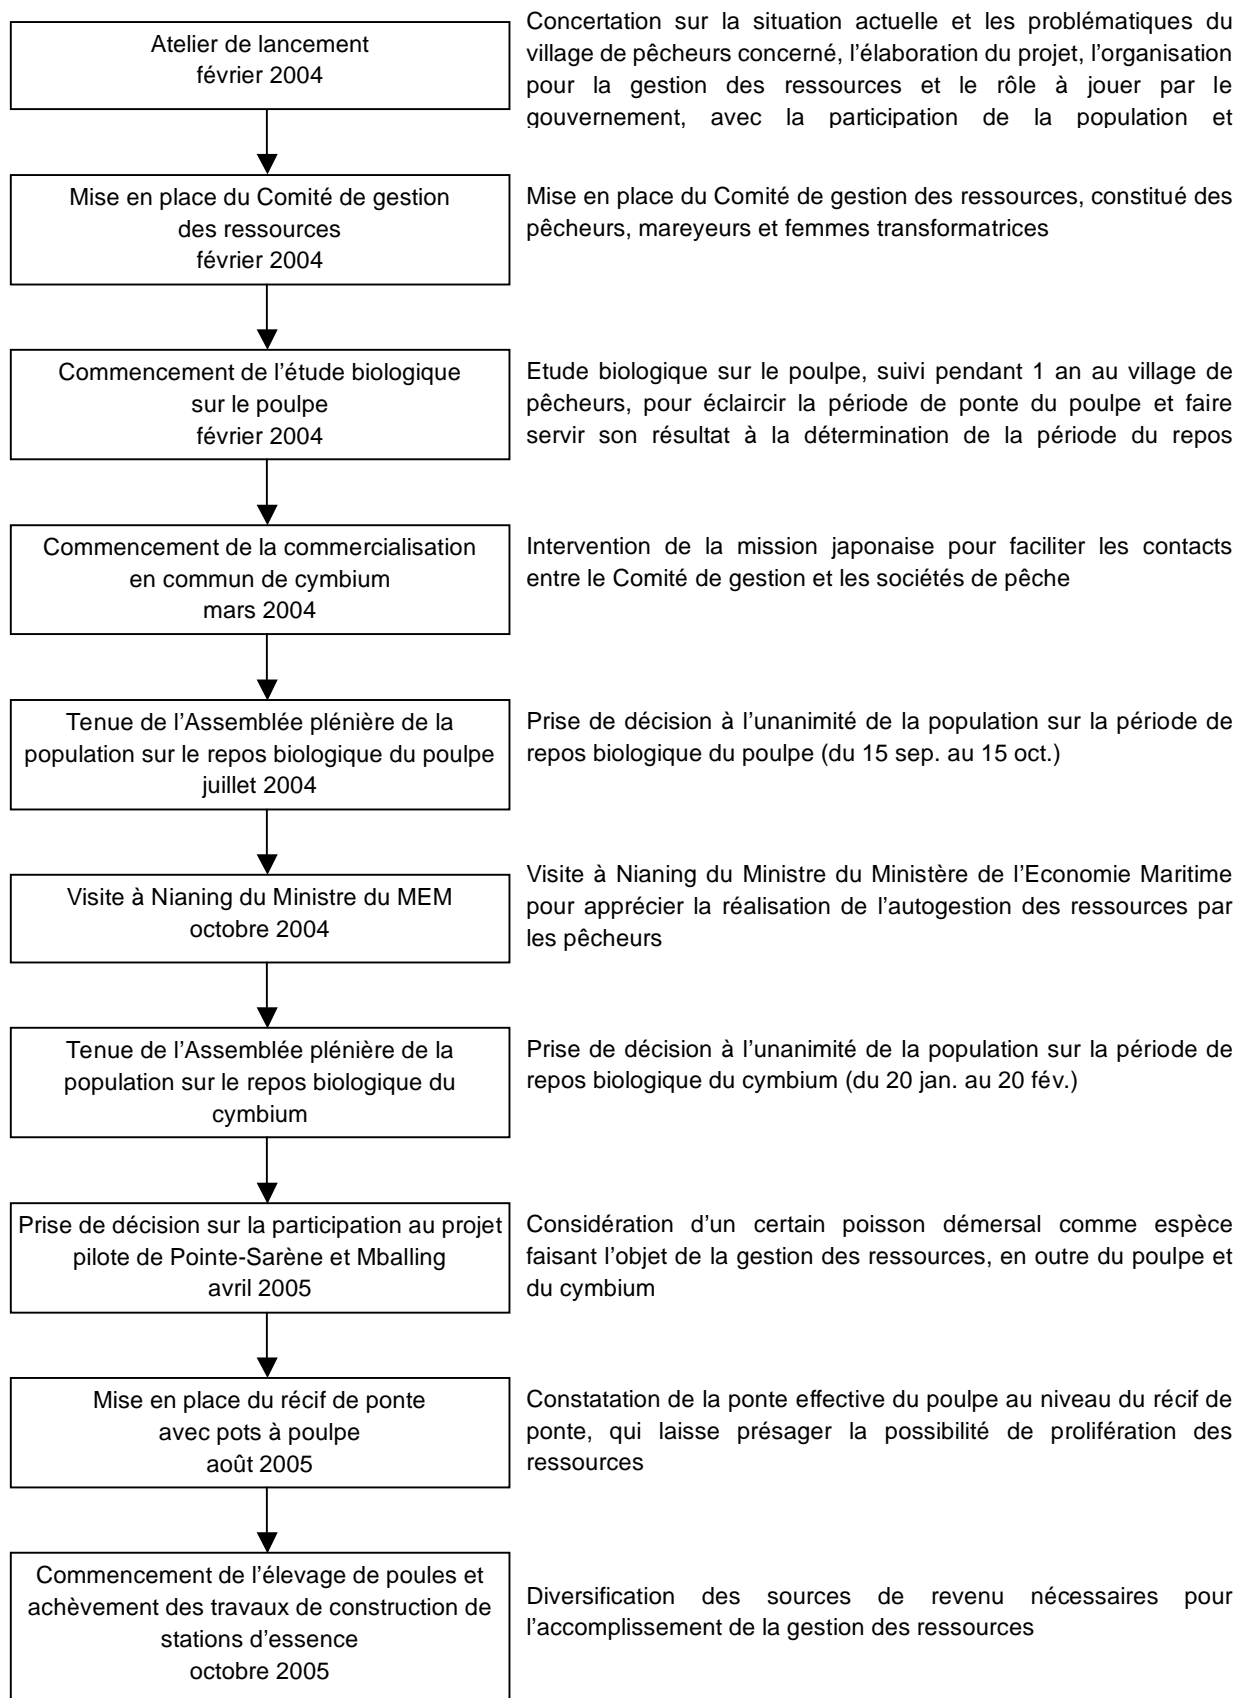 Atelier de lancement
février 2004
Concertation sur la situation actuelle et les problématiques du
village de pêcheurs concerné, l’élaboration du projet, l’organisation
pour la gestion des ressources et le rôle à jouer par le
gouvernement, avec la participation de la population et
Mise en place du Comité de gestion
des ressources
février 2004
Mise en place du Comité de gestion des ressources, constitué des
pêcheurs, mareyeurs et femmes transformatrices
Commencement de l’étude biologique
sur le poulpe
février 2004
Etude biologique sur le poulpe, suivi pendant 1 an au village de
pêcheurs, pour éclaircir la période de ponte du poulpe et faire
servir son résultat à la détermination de la période du repos
Commencement de la commercialisation
en commun de cymbium
mars 2004
Intervention de la mission japonaise pour faciliter les contacts
entre le Comité de gestion et les sociétés de pêche
Tenue de l’Assemblée plénière de la
population sur le repos biologique du poulpe
juillet 2004
Prise de décision à l’unanimité de la population sur la période de
repos biologique du poulpe (du 15 sep. au 15 oct.)
Visite à Nianing du Ministre du MEM
octobre 2004
Visite à Nianing du Ministre du Ministère de l’Economie Maritime
pour apprécier la réalisation de l’autogestion des ressources par
les pêcheurs
Tenue de l’Assemblée plénière de la
population sur le repos biologique du
cymbium
Prise de décision à l’unanimité de la population sur la période de
repos biologique du cymbium (du 20 jan. au 20 fév.)
Prise de décision sur la participation au projet
pilote de Pointe-Sarène et Mballing
avril 2005
Considération d’un certain poisson démersal comme espèce
faisant l’objet de la gestion des ressources, en outre du poulpe et
du cymbium
Mise en place du récif de ponte
avec pots à poulpe
août 2005
Constatation de la ponte effective du poulpe au niveau du récif de
ponte, qui laisse présager la possibilité de prolifération des
ressources
Commencement de l’élevage de poules et
achèvement des travaux de construction de
stations d’essence
octobre 2005
Diversification des sources de revenu nécessaires pour
l’accomplissement de la gestion des ressources